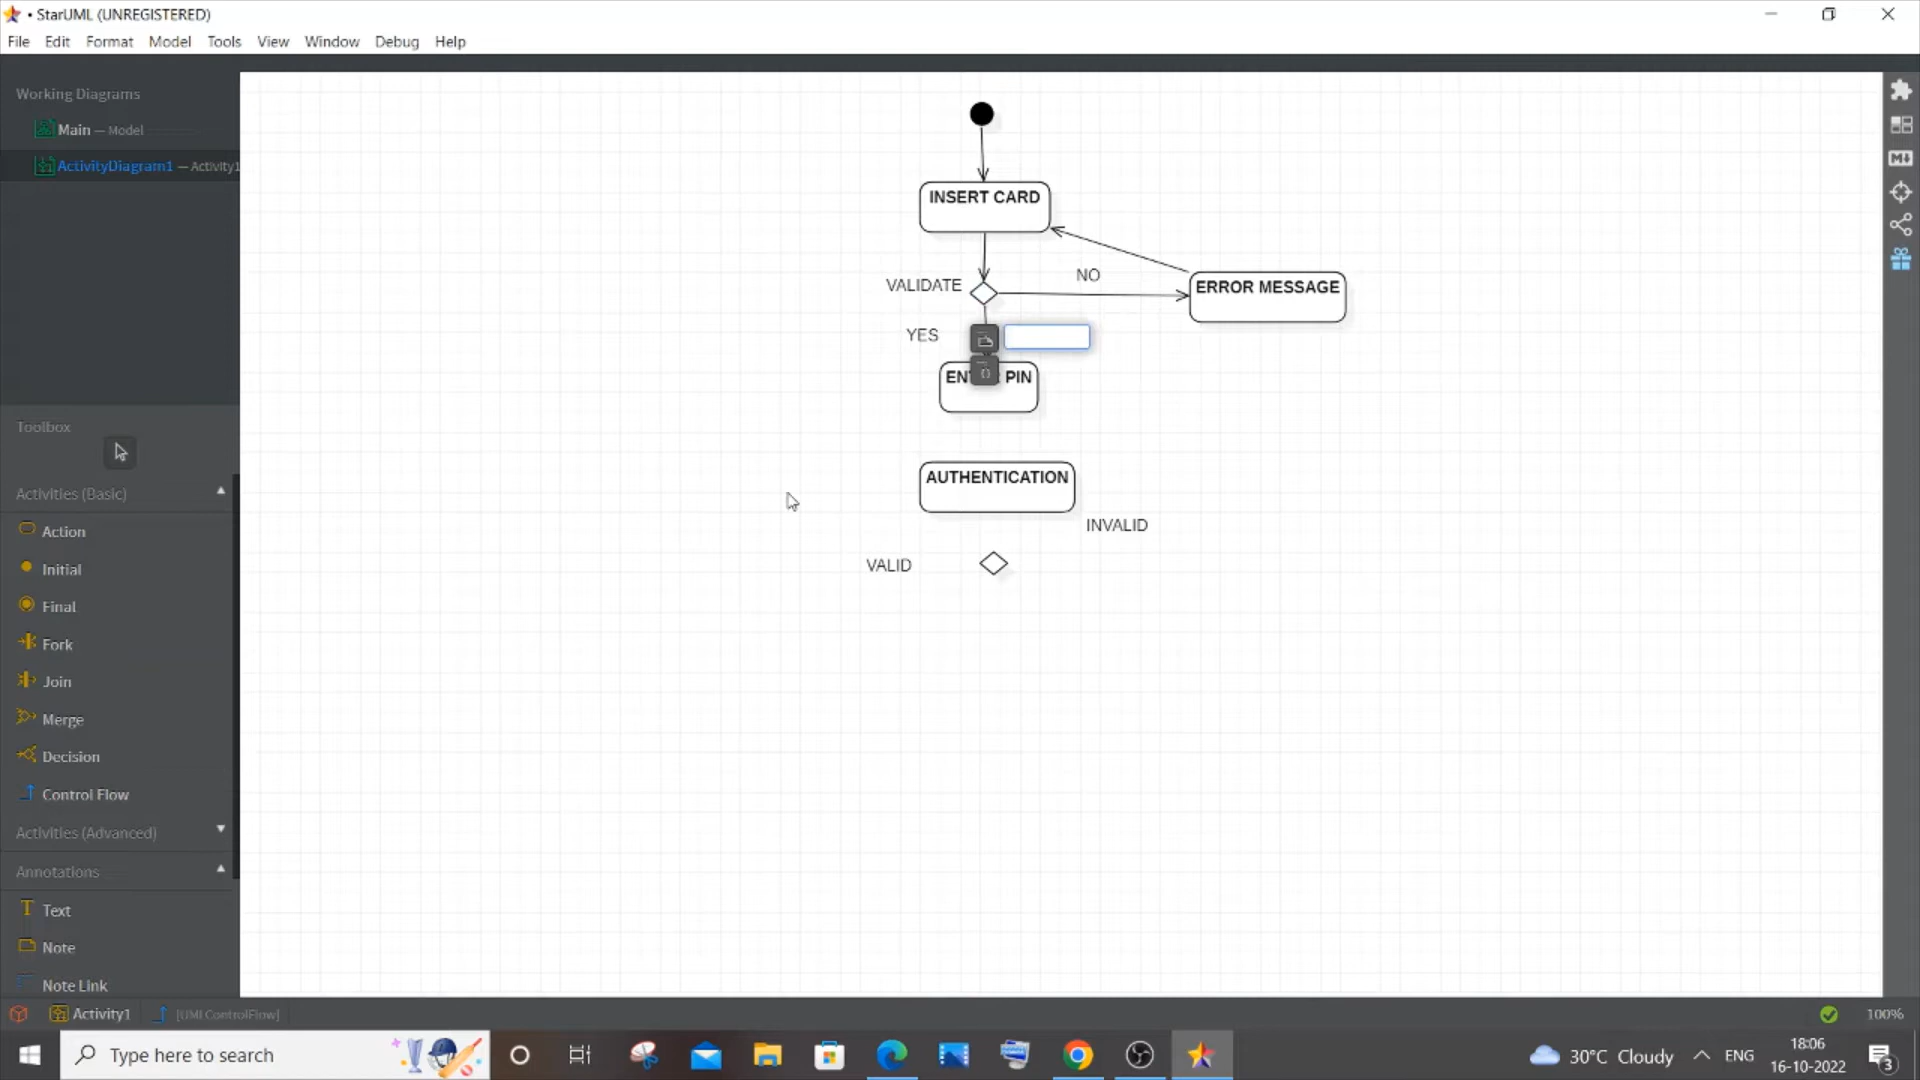 • StarUML (UNREGISTERED)
File Edit Format Model Tools View Window Debug Help
Working Diagrams
Main — Model
ActivityDiagram1 — Activity1
Toolbox
Activities (Basic)
Action
Initial
Final
Fork
Join
Merge
Decision
Control Flow
Activities (Advanced)
Annotations
Text
Note
Note Link
INSERT CARD
VALIDATE
NO
ERROR MESSAGE
YES
PIN
AUTHENTICATION
INVALID
VALID
Activity1 [UMLControlFlow]
100%
Type here to search
30°C Cloudy
ENG
18:06
16-10-2022
3